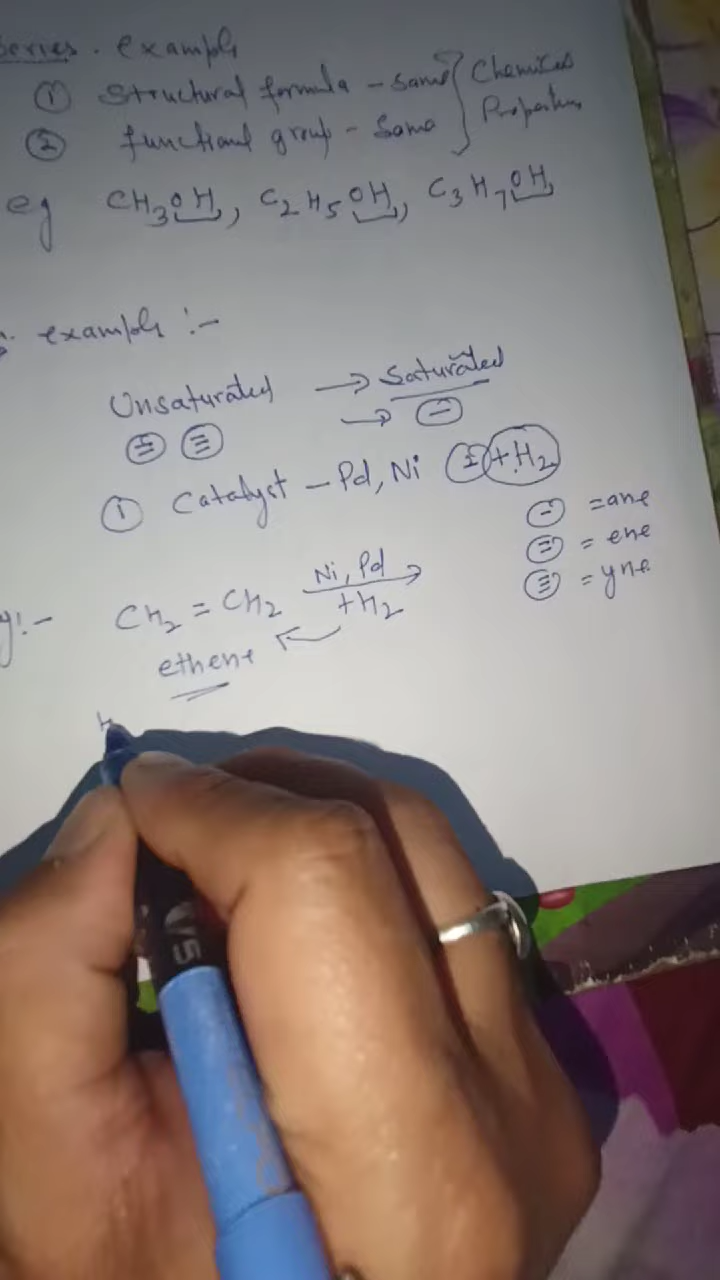 Series. example
① Structural formula - same } Chemical
② functional group - Same } Properties
eg CH3OH, C2H5OH, C3H7OH
example :-
Unsaturated → Saturated
(=) (≡) → (-)
① Catalyst - Pd, Ni (=) + H2
(-) = ane
(=) = ene
(≡) = yne
CH2 = CH2 Ni, Pd / +H2 →
ethene ←
H
V5